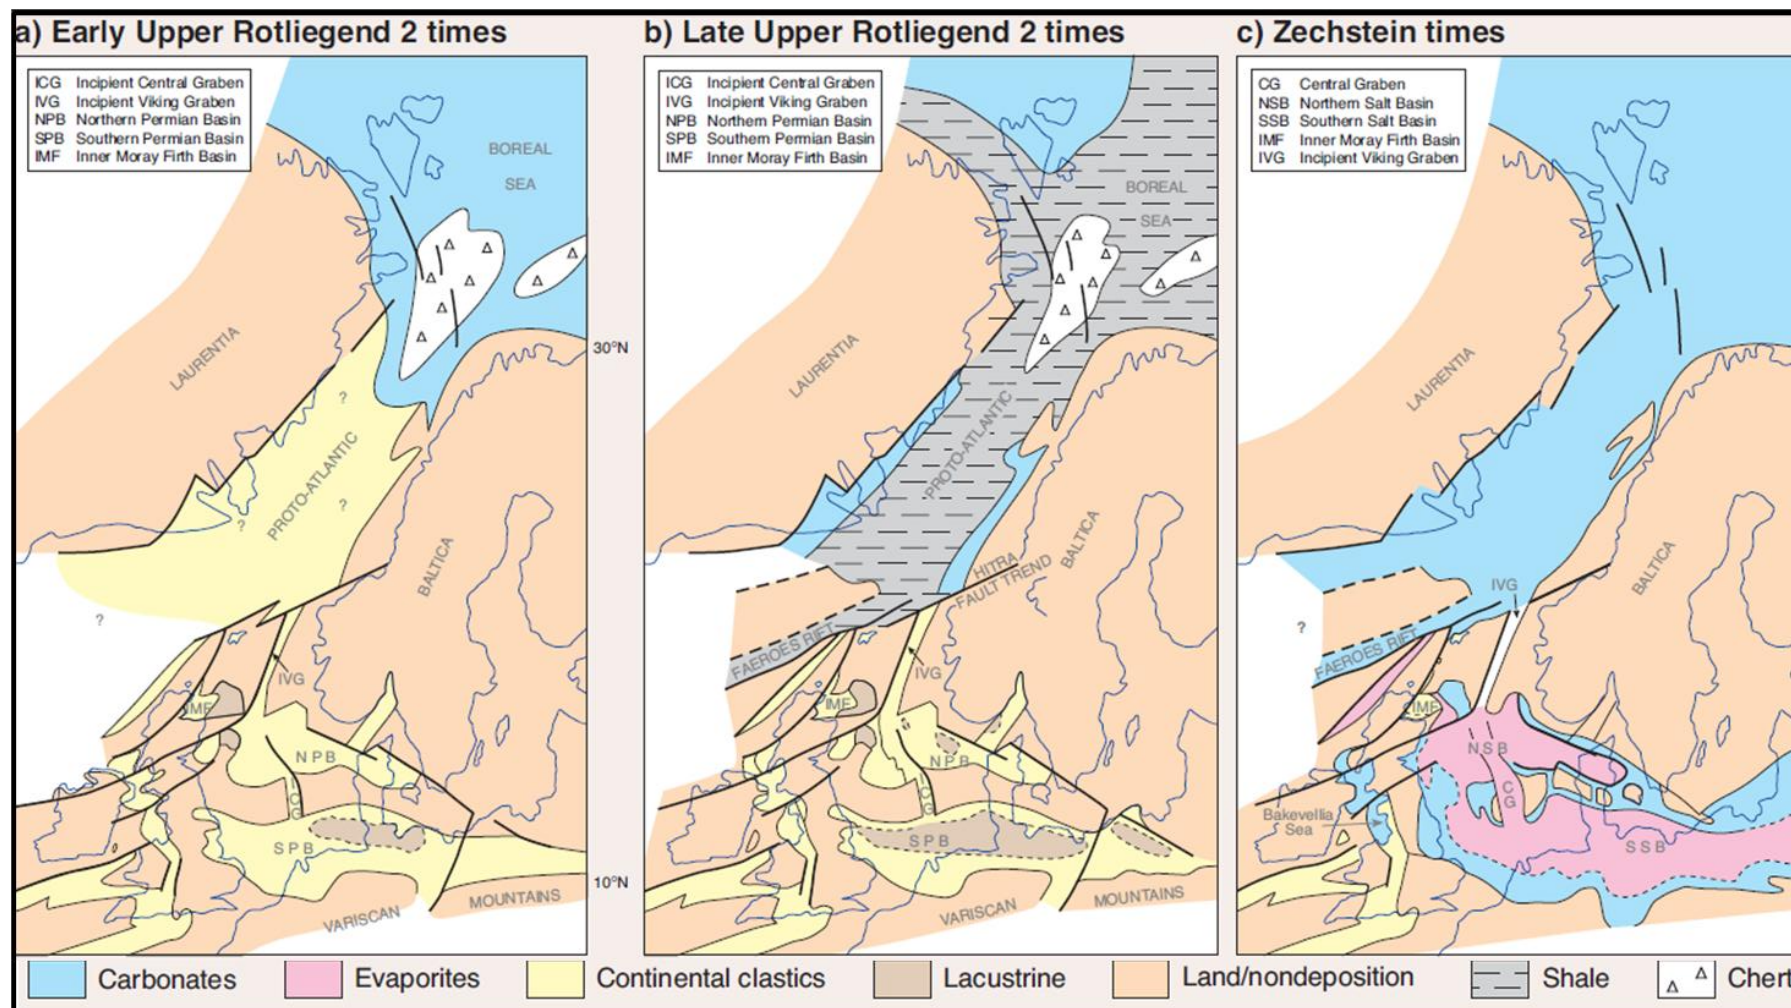 a) Early Upper Rotliegend 2 times
ICG Incipient Central Graben
IVG Incipient Viking Graben
NPB Northern Permian Basin
SPB Southern Permian Basin
IMF Inner Moray Firth Basin
BOREAL
SEA
LAURENTIA
?
PROTO-ATLANTIC
?
?
BALTICA
?
IVG
IMF
NPB
ICG
SPB
VARISCAN
MOUNTAINS
30°N
10°N
b) Late Upper Rotliegend 2 times
ICG Incipient Central Graben
IVG Incipient Viking Graben
NPB Northern Permian Basin
SPB Southern Permian Basin
IMF Inner Moray Firth Basin
BOREAL
SEA
LAURENTIA
PROTO-ATLANTIC
BALTICA
HITRA
FAULT TREND
FAEROES RIFT
IVG
IMF
NPB
ICG
SPB
VARISCAN
MOUNTAINS
c) Zechstein times
CG Central Graben
NSB Northern Salt Basin
SSB Southern Salt Basin
IMF Inner Moray Firth Basin
IVG Incipient Viking Graben
LAURENTIA
BALTICA
IVG
?
FAEROES RIFT
IMF
NSB
CG
Bakevellia
Sea
SSB
Carbonates
Evaporites
Continental clastics
Lacustrine
Land/nondeposition
Shale
Chert